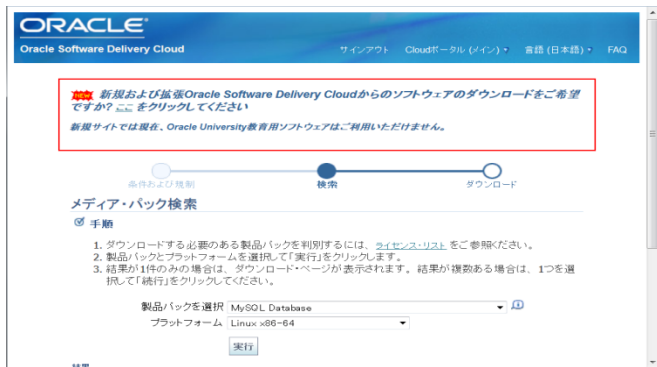 ORACLE
Oracle Software Delivery Cloud
サインアウト Cloudポータル (メイン) 言語 (日本語) FAQ
NEW 新規および拡張Oracle Software Delivery Cloudからのソフトウェアのダウンロードをご希望
ですか? ここ をクリックしてください
新規サイトでは現在、Oracle University教育用ソフトウェアはご利用いただけません。
条件および規制 検索 ダウンロード
メディア・パック検索
手順
1. ダウンロードする必要のある製品パックを判別するには、 ライセンス・リスト をご参照ください。
2. 製品パックとプラットフォームを選択して「実行」をクリックします。
3. 結果が1件のみの場合は、ダウンロード・ページが表示されます。結果が複数ある場合は、1つを選
択して「続行」をクリックしてください。
製品パックを選択 MySQL Database
プラットフォーム Linux x86-64
実行